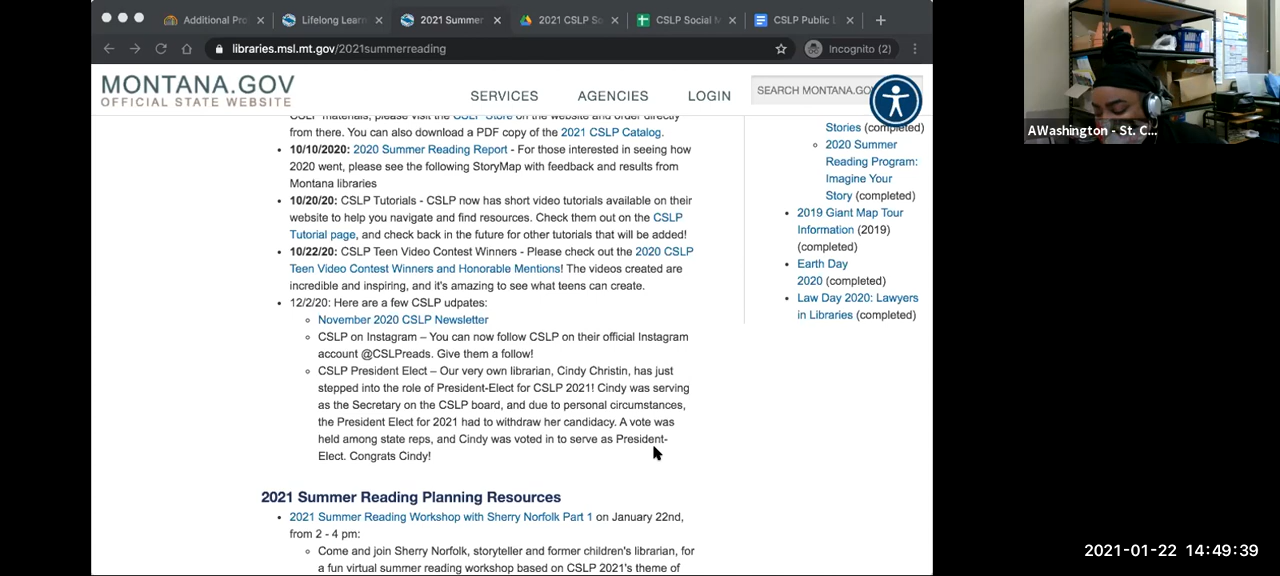 Additional Pro
Lifelong Learn
2021 Summer
2021 CSLP So
CSLP Social M
CSLP Public L
libraries.msl.mt.gov/2021summerreading
Incognito (2)
MONTANA.GOV
OFFICIAL STATE WEBSITE
SERVICES
AGENCIES
LOGIN
SEARCH MONTANA.GO
CSLP materials, please visit the CSLP Store on the website and order directly
from there. You can also download a PDF copy of the 2021 CSLP Catalog.
• 10/10/2020: 2020 Summer Reading Report - For those interested in seeing how
2020 went, please see the following StoryMap with feedback and results from
Montana libraries
• 10/20/20: CSLP Tutorials - CSLP now has short video tutorials available on their
website to help you navigate and find resources. Check them out on the CSLP
Tutorial page, and check back in the future for other tutorials that will be added!
• 10/22/20: CSLP Teen Video Contest Winners - Please check out the 2020 CSLP
Teen Video Contest Winners and Honorable Mentions! The videos created are
incredible and inspiring, and it's amazing to see what teens can create.
• 12/2/20: Here are a few CSLP udpates:
◦ November 2020 CSLP Newsletter
◦ CSLP on Instagram – You can now follow CSLP on their official Instagram
account @CSLPreads. Give them a follow!
◦ CSLP President Elect – Our very own librarian, Cindy Christin, has just
stepped into the role of President-Elect for CSLP 2021! Cindy was serving
as the Secretary on the CSLP board, and due to personal circumstances,
the President Elect for 2021 had to withdraw her candidacy. A vote was
held among state reps, and Cindy was voted in to serve as President-
Elect. Congrats Cindy!
2021 Summer Reading Planning Resources
• 2021 Summer Reading Workshop with Sherry Norfolk Part 1 on January 22nd,
from 2 - 4 pm:
◦ Come and join Sherry Norfolk, storyteller and former children's librarian, for
a fun virtual summer reading workshop based on CSLP 2021's theme of
Stories (completed)
◦ 2020 Summer
Reading Program:
Imagine Your
Story (completed)
• 2019 Giant Map Tour
Information (2019)
(completed)
• Earth Day
2020 (completed)
• Law Day 2020: Lawyers
in Libraries (completed)
AWashington - St. C...
2021-01-22 14:49:39